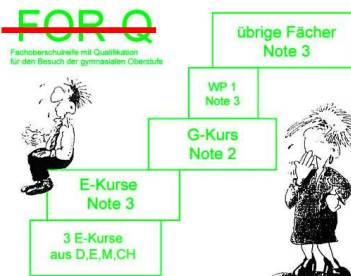 FOR Q
Fachoberschulreife mit Qualifikation
für den Besuch der gymnasialen Oberstufe
übrige Fächer
Note 3
WP 1
Note 3
G-Kurs
Note 2
E-Kurse
Note 3
3 E-Kurse
aus D,E,M,CH